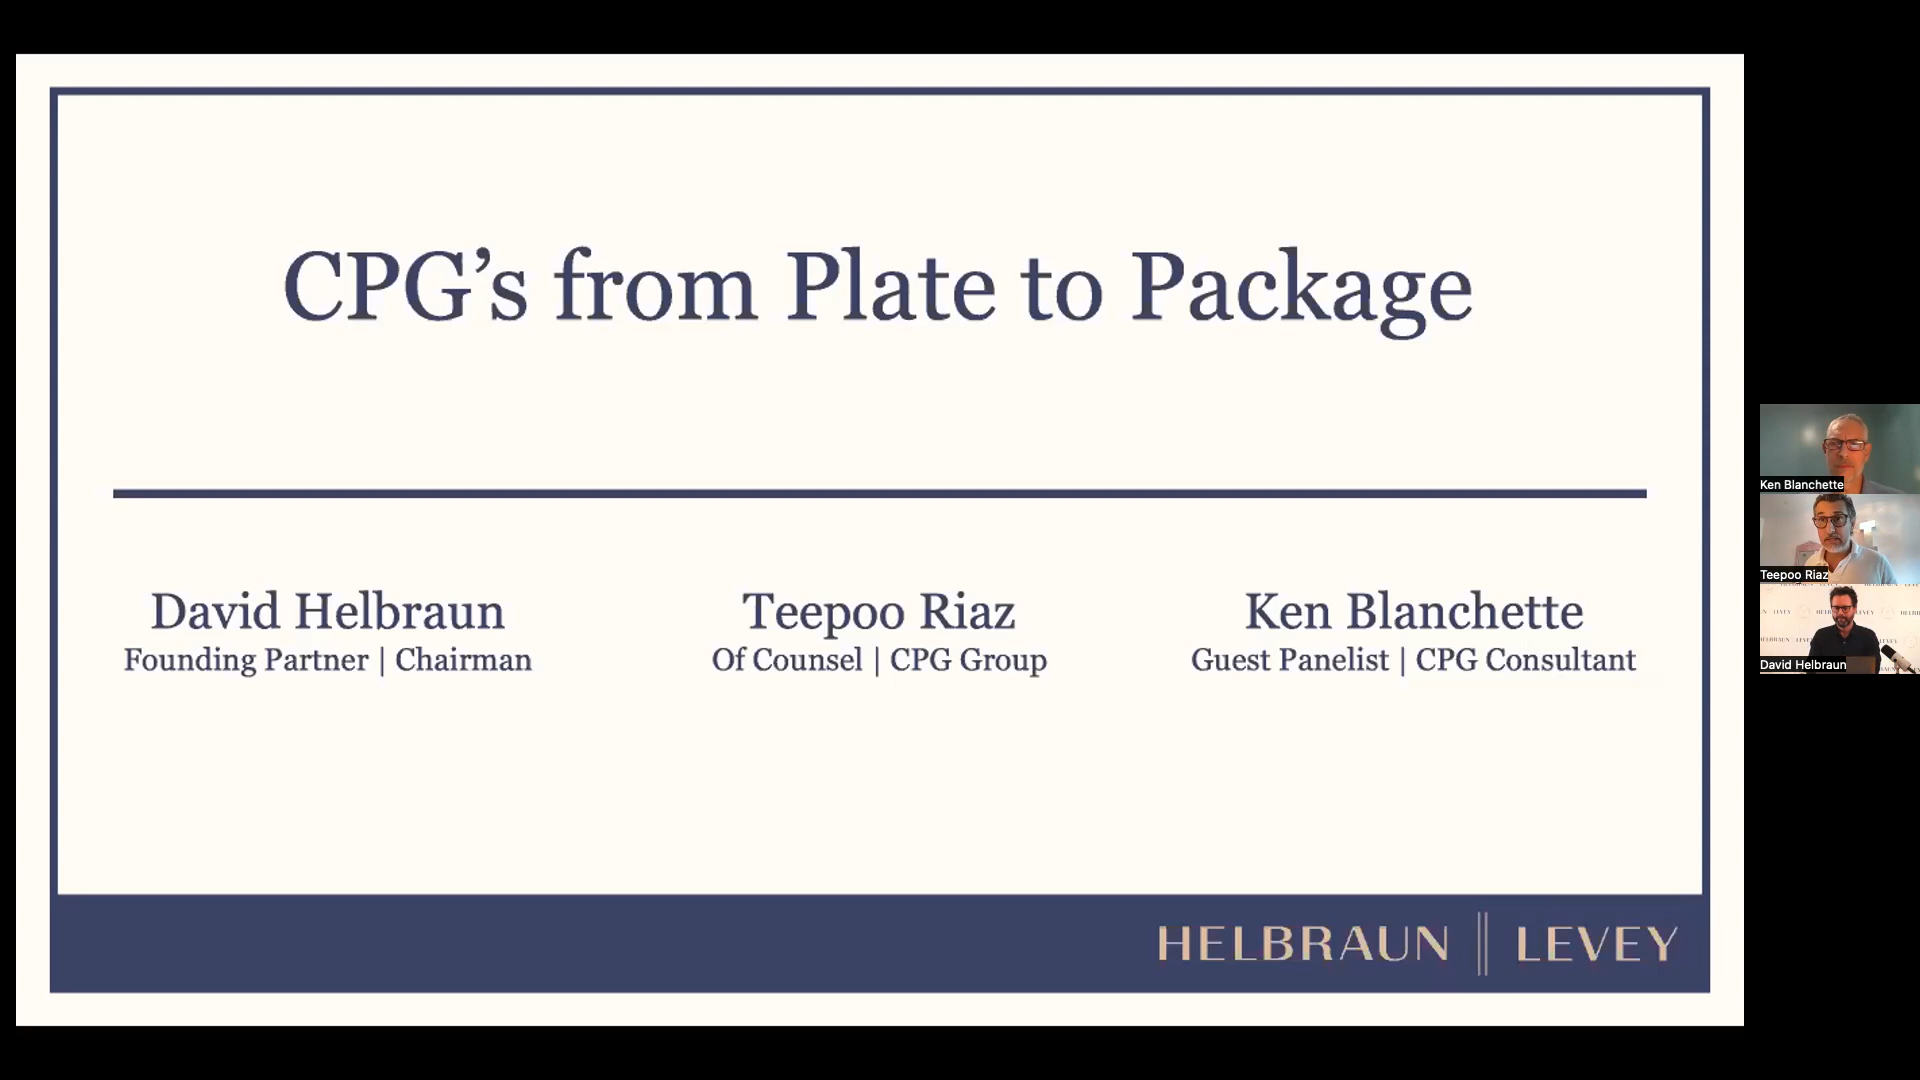 CPG’s from Plate to Package
David Helbraun
Founding Partner | Chairman
Teepoo Riaz
Of Counsel | CPG Group
Ken Blanchette
Guest Panelist | CPG Consultant
HELBRAUN || LEVEY
Ken Blanchette
Teepoo Riaz
David Helbraun